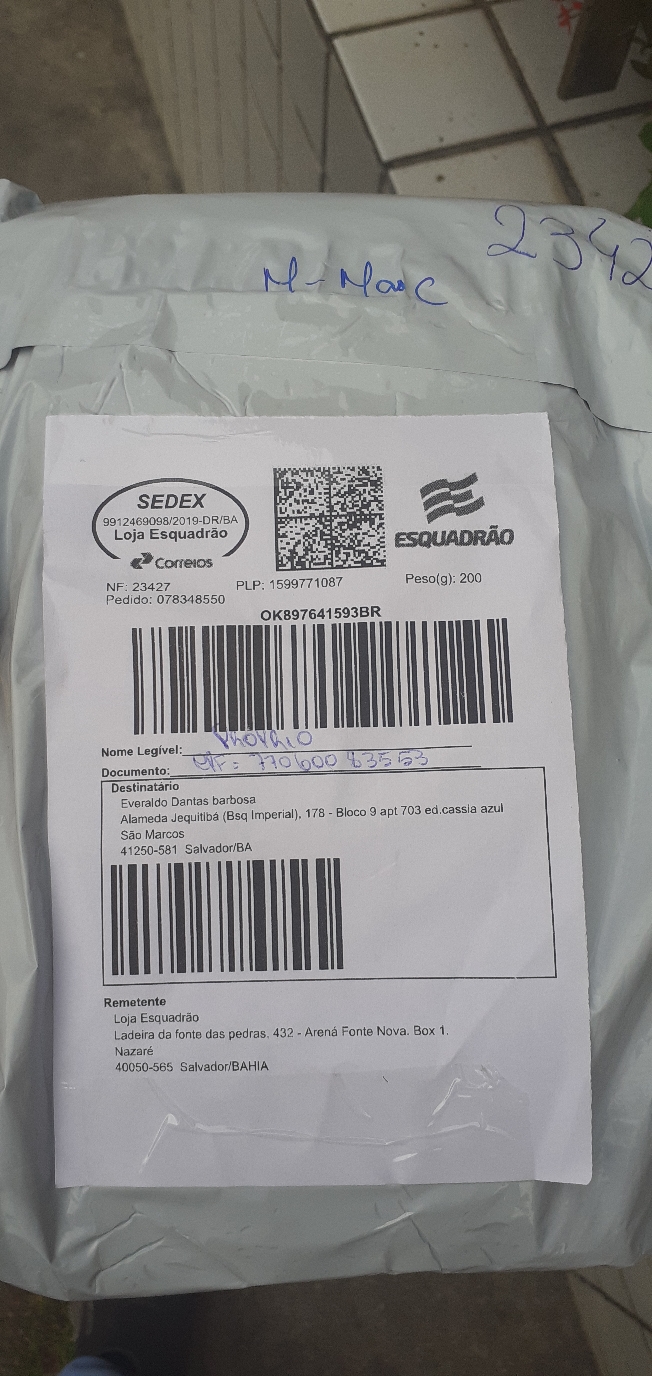 2342
M-Masc
SEDEX
9912469098/2019-DR/BA
Loja Esquadrão
Correios
ESQUADRÃO
NF: 23427 PLP: 1599771087 Peso(g): 200
Pedido: 078348550
OK897641593BR
Nome Legível: PRÓPRIO
Documento: 77060083553
Destinatário
Everaldo Dantas barbosa
Alameda Jequitibá (Bsq Imperial), 178 - Bloco 9 apt 703 ed.cassia azul
São Marcos
41250-581 Salvador/BA
Remetente
Loja Esquadrão
Ladeira da fonte das pedras, 432 - Arená Fonte Nova. Box 1.
Nazaré
40050-565 Salvador/BAHIA